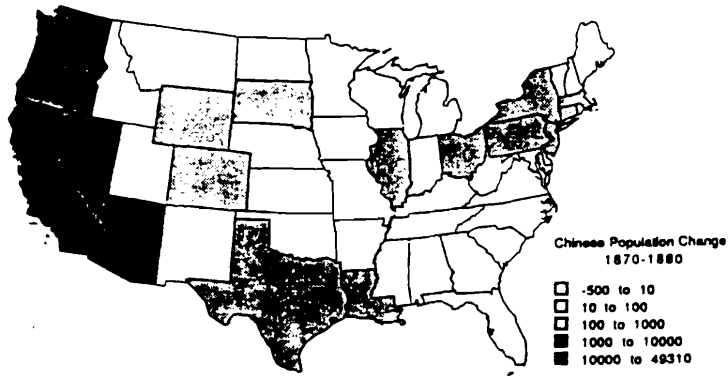 Chinese Population Change
1870-1880
-500 to 10
10 to 100
100 to 1000
1000 to 10000
10000 to 49310